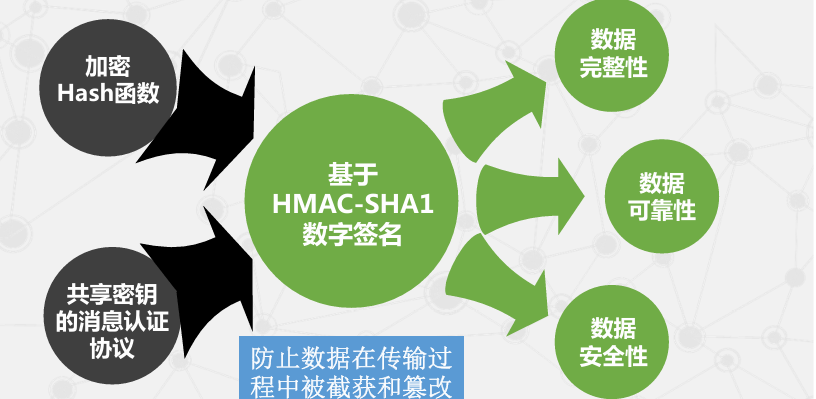 加密
Hash函数
共享密钥
的消息认证
协议
基于
HMAC-SHA1
数字签名
防止数据在传输过
程中被截获和篡改
数据
完整性
数据
可靠性
数据
安全性